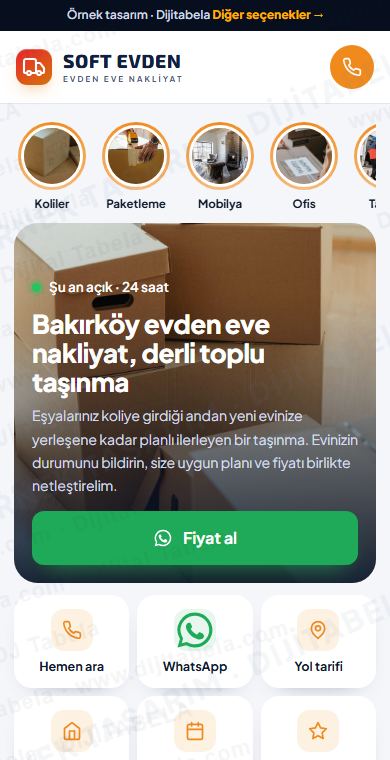 Örnek tasarım · Dijitabela Diğer seçenekler →
SOFT EVDEN
EVDEN EVE NAKLİYAT
Koliler
Paketleme
Mobilya
Ofis
Şu an açık · 24 saat
Bakırköy evden eve
nakliyat, derli toplu
taşınma
Eşyalarınız koliye girdiği andan yeni evinize
yerleşene kadar planlı ilerleyen bir taşınma. Evinizin
durumunu bildirin, size uygun planı ve fiyatı birlikte
netleştirelim.
Fiyat al
Hemen ara
WhatsApp
Yol tarifi